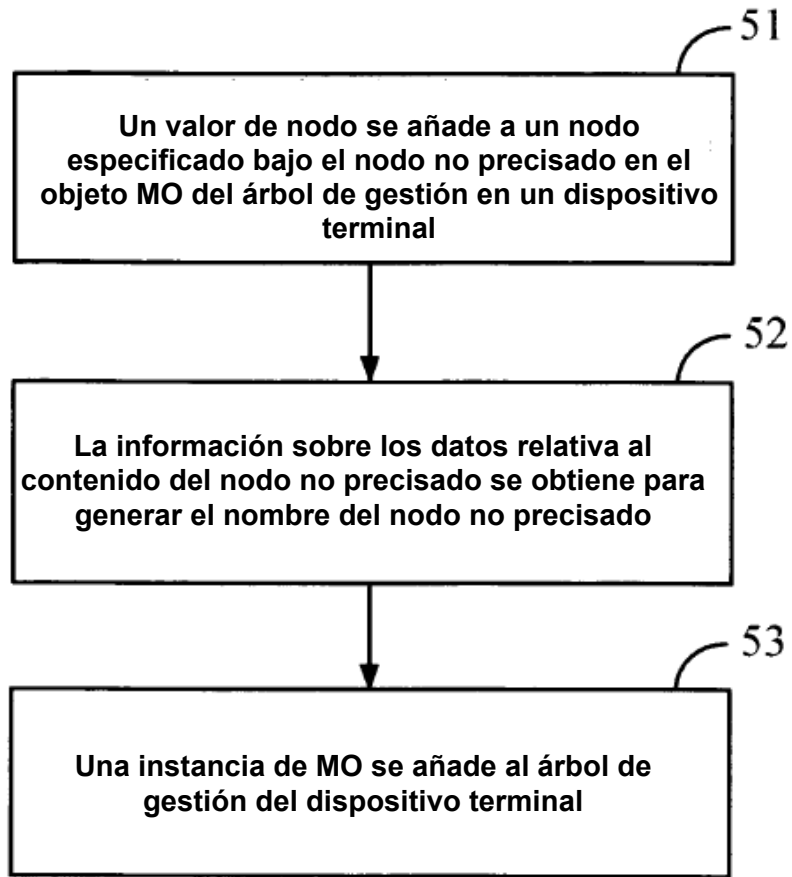 51
Un valor de nodo se añade a un nodo
especificado bajo el nodo no precisado en el
objeto MO del árbol de gestión en un dispositivo
terminal
52
La información sobre los datos relativa al
contenido del nodo no precisado se obtiene para
generar el nombre del nodo no precisado
53
Una instancia de MO se añade al árbol de
gestión del dispositivo terminal